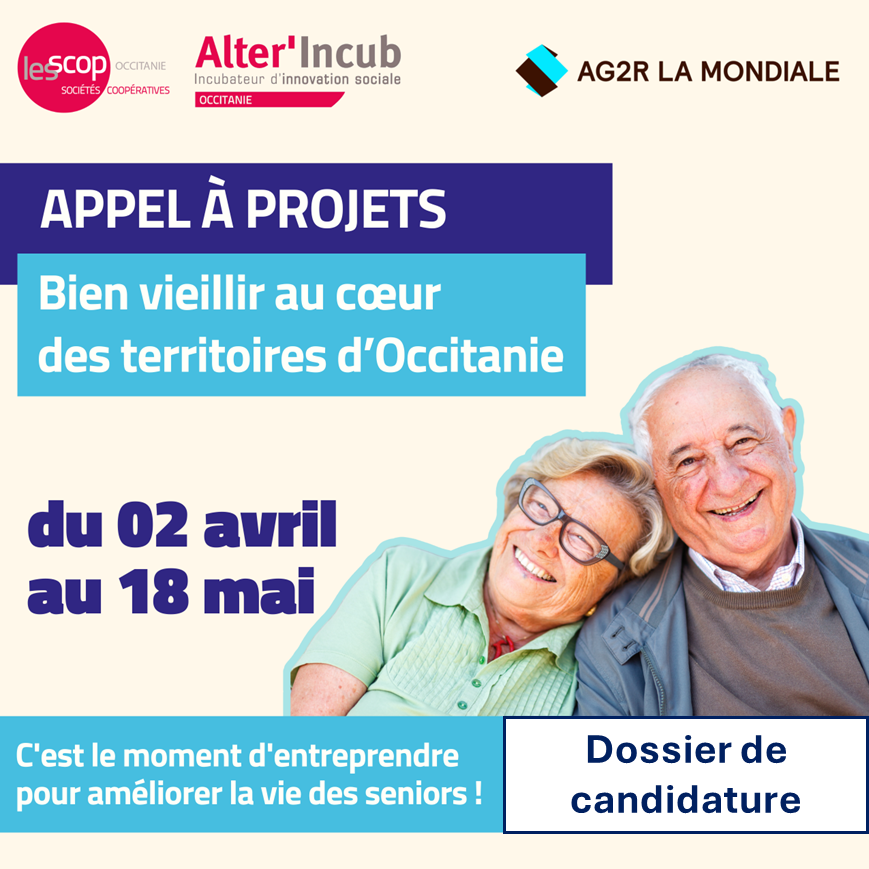 lesscop OCCITANIE
SOCIÉTÉS COOPÉRATIVES
Alter'Incub
Incubateur d'innovation sociale
OCCITANIE
AG2R LA MONDIALE
APPEL À PROJETS
Bien vieillir au cœur
des territoires d’Occitanie
du 02 avril
au 18 mai
C'est le moment d'entreprendre
pour améliorer la vie des seniors !
Dossier de
candidature